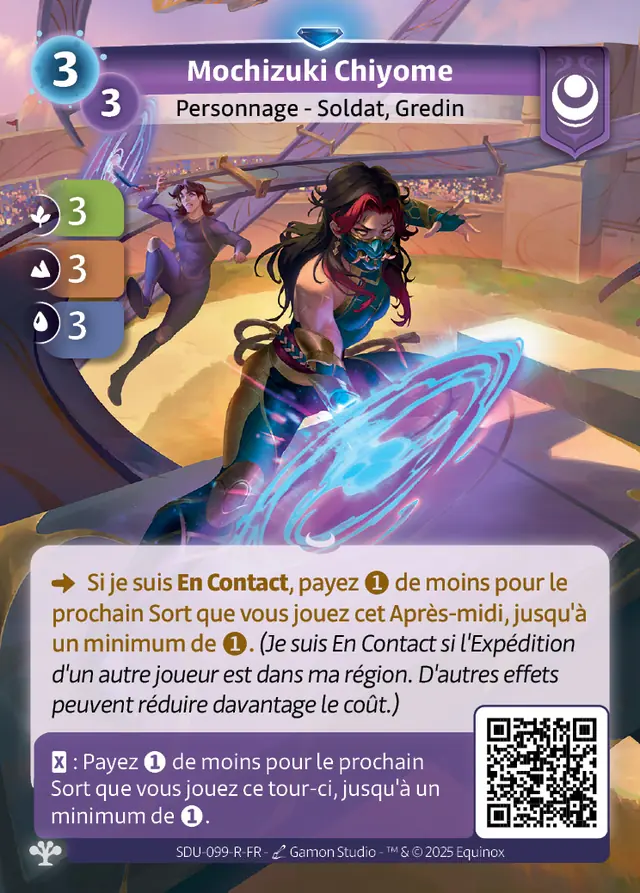 3
Mochizuki Chiyome
3
Personnage - Soldat, Gredin
3
3
3
Si je suis En Contact, payez 1 de moins pour le
prochain Sort que vous jouez cet Après-midi, jusqu'à
un minimum de 1. (Je suis En Contact si l'Expédition
d'un autre joueur est dans ma région. D'autres effets
peuvent réduire davantage le coût.)
X : Payez 1 de moins pour le prochain
Sort que vous jouez ce tour-ci, jusqu'à un
minimum de 1.
SDU-099-R-FR - Gamon Studio - ™ & © 2025 Equinox